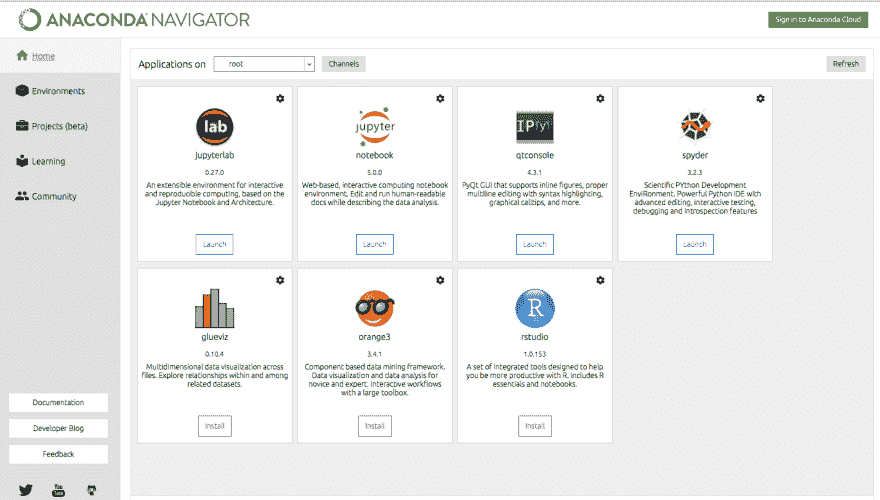 ANACONDA NAVIGATOR
Sign in to Anaconda Cloud
Home
Environments
Projects (beta)
Learning
Community
Documentation
Developer Blog
Feedback
You
Tube
Applications on
root
Channels
Refresh
lab
jupyterlab
0.27.0
An extensible environment for interactive
and reproducible computing, based on the
Jupyter Notebook and Architecture.
Launch
jupyter
notebook
5.0.0
Web-based, interactive computing notebook
environment. Edit and run human-readable
docs while describing the data analysis.
Launch
IP[y]
qtconsole
4.3.1
PyQt GUI that supports inline figures, proper
multiline editing with syntax highlighting,
graphical calltips, and more.
Launch
spyder
3.2.3
Scientific PYthon Development
EnviRonment. Powerful Python IDE with
advanced editing, interactive testing,
debugging and introspection features
Launch
glueviz
0.10.4
Multidimensional data visualization across
files. Explore relationships within and among
related datasets.
Install
orange3
3.4.1
Component based data mining framework.
Data visualization and data analysis for
novice and expert. Interactive workflows
with a large toolbox.
Install
R
rstudio
1.0.153
A set of integrated tools designed to help
you be more productive with R. Includes R
essentials and notebooks.
Install